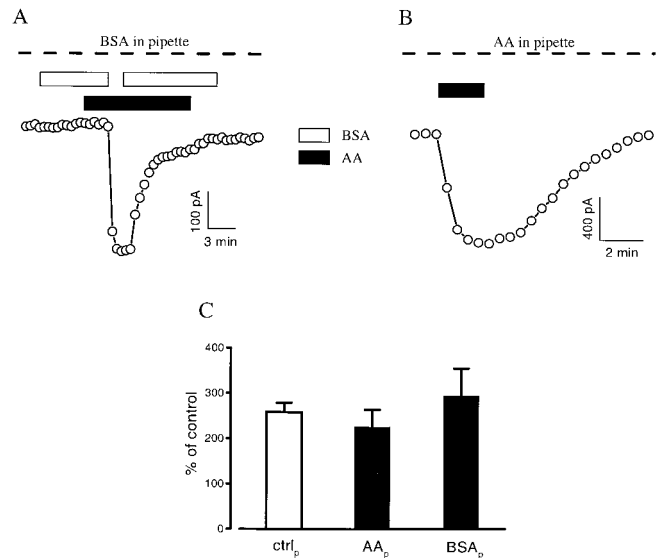 A
BSA in pipette
100 pA
3 min
BSA
AA
B
AA in pipette
400 pA
2 min
C
% of control
400
300
200
100
0
ctrlp
AAp
BSAp